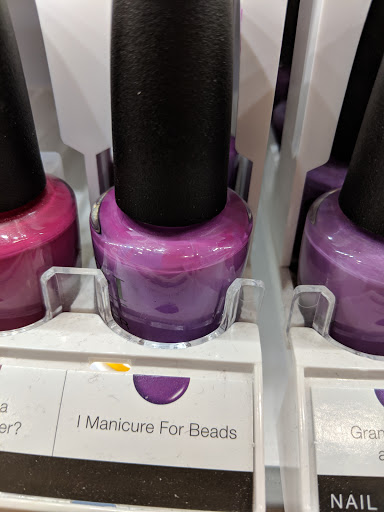 a
er?
I Manicure For Beads
Gran
a
NAIL